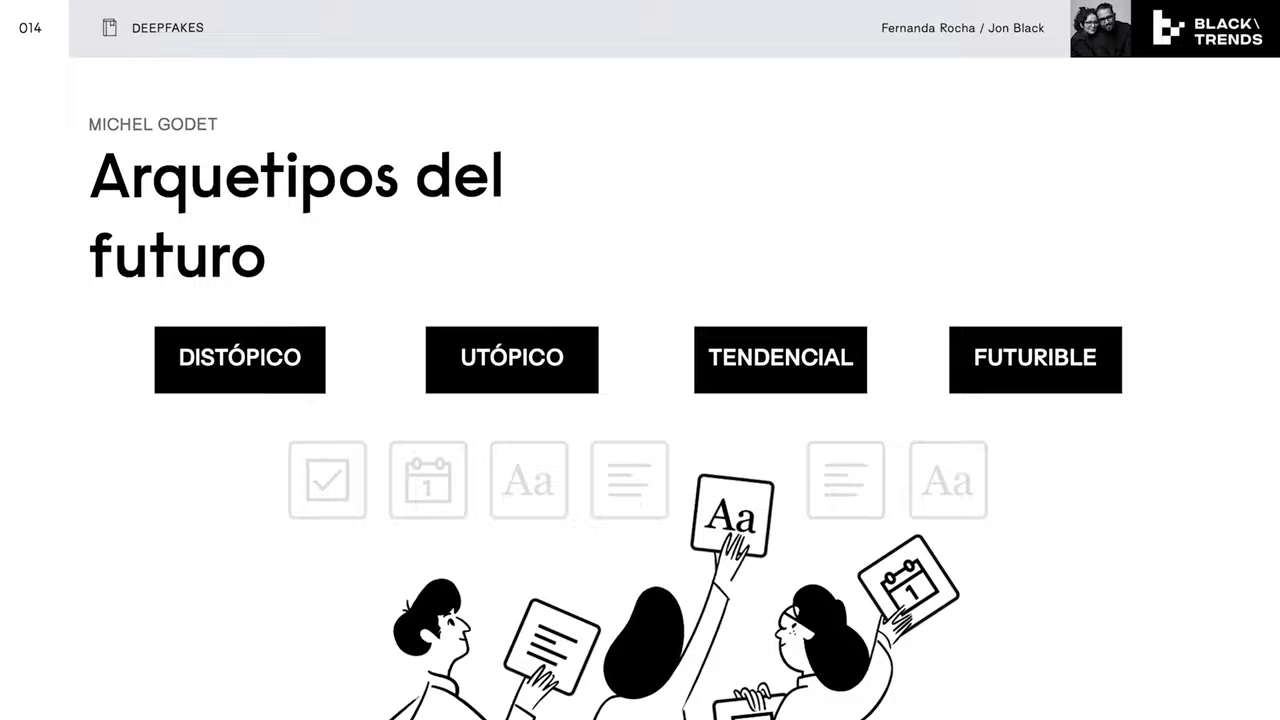 014
DEEPFAKES
Fernanda Rocha / Jon Black
BLACK\
TRENDS
MICHEL GODET
Arquetipos del
futuro
DISTÓPICO
UTÓPICO
TENDENCIAL
FUTURIBLE
1
Aa
Aa
Aa
1